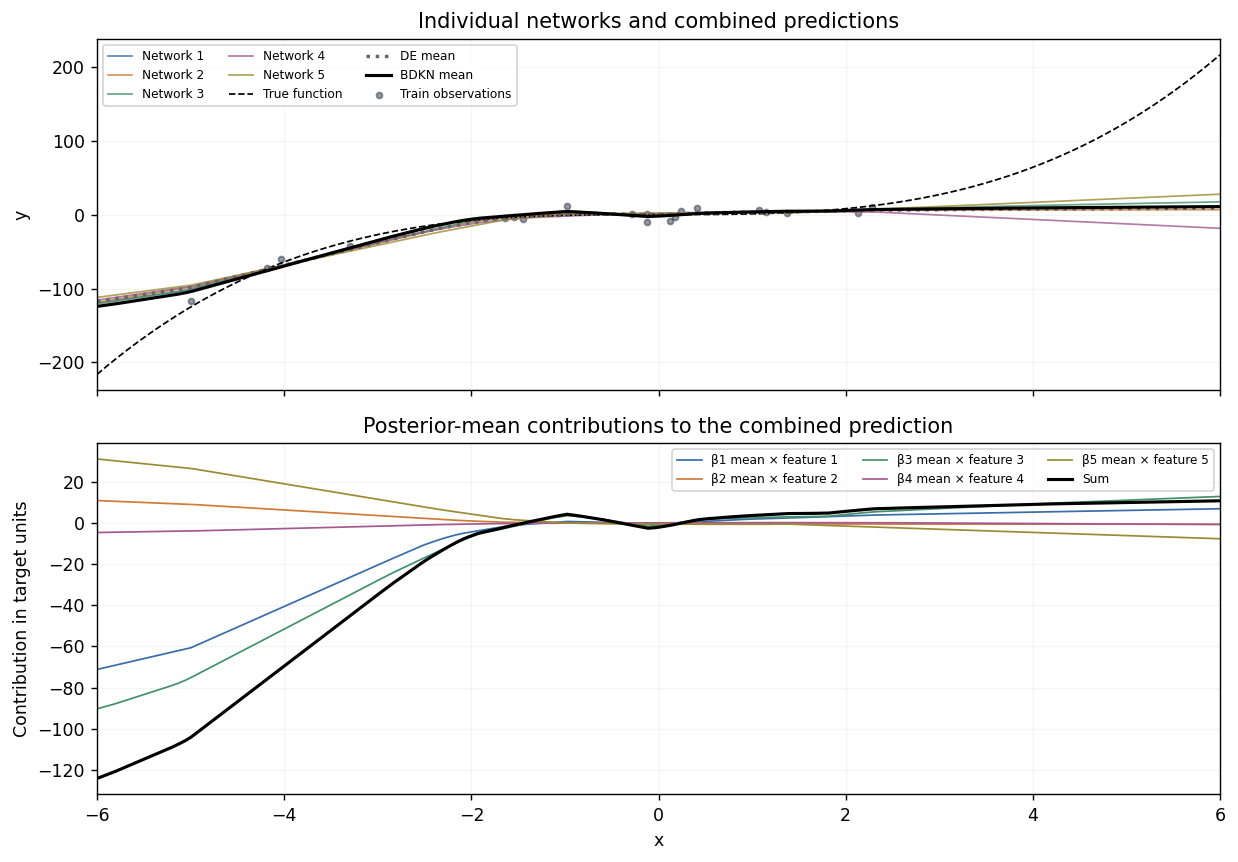 Individual networks and combined predictions
Network 1
Network 2
Network 3
Network 4
Network 5
True function
DE mean
BDKN mean
Train observations
200
100
0
−100
−200
y
Posterior-mean contributions to the combined prediction
β1 mean × feature 1
β2 mean × feature 2
β3 mean × feature 3
β4 mean × feature 4
β5 mean × feature 5
Sum
20
0
−20
−40
−60
−80
−100
−120
Contribution in target units
−6
−4
−2
0
2
4
6
x